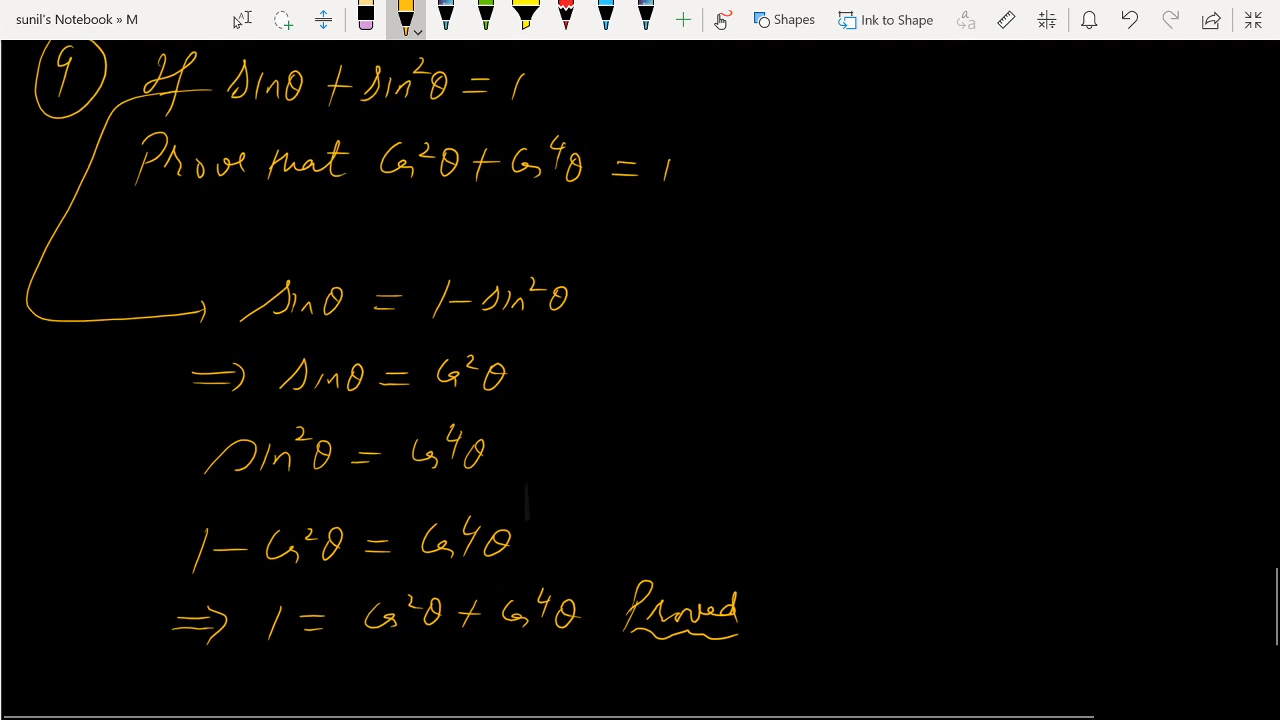 sunil's Notebook » M
Shapes
Ink to Shape
9 If sinθ + sin²θ = 1
Prove that Cos²θ + Cos⁴θ = 1
sinθ = 1 - sin²θ
⇒ sinθ = Cos²θ
sin²θ = Cos⁴θ
1 - Cos²θ = Cos⁴θ
⇒ 1 = Cos²θ + Cos⁴θ Proved